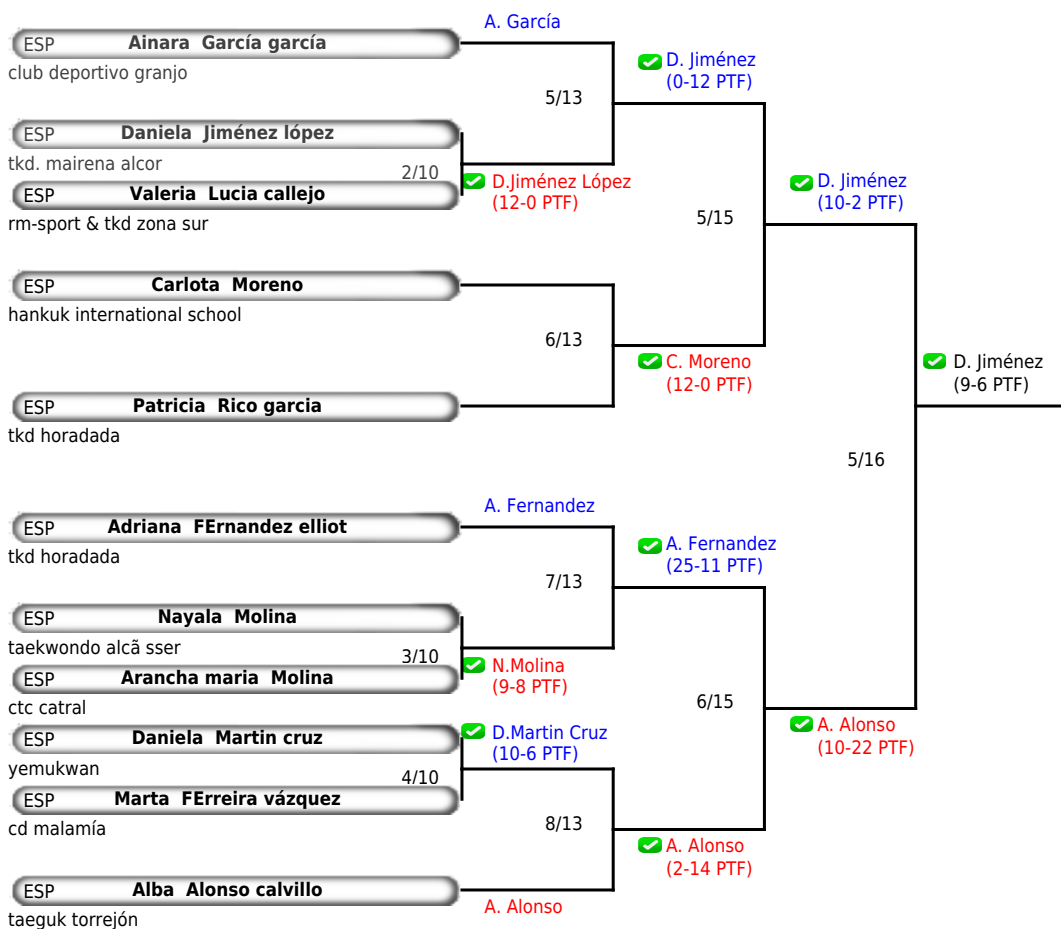 A. García
ESP Ainara García garcía
club deportivo granjo
D. Jiménez
(0-12 PTF)
5/13
ESP Daniela Jiménez lópez
tkd. mairena alcor
2/10
ESP Valeria Lucia callejo
rm-sport & tkd zona sur
D.Jiménez López
(12-0 PTF)
D. Jiménez
(10-2 PTF)
5/15
ESP Carlota Moreno
hankuk international school
6/13
C. Moreno
(12-0 PTF)
D. Jiménez
(9-6 PTF)
ESP Patricia Rico garcia
tkd horadada
5/16
A. Fernandez
ESP Adriana FErnandez elliot
tkd horadada
A. Fernandez
(25-11 PTF)
7/13
ESP Nayala Molina
taekwondo alcã sser
3/10
ESP Arancha maria Molina
ctc catral
N.Molina
(9-8 PTF)
6/15
A. Alonso
(10-22 PTF)
ESP Daniela Martin cruz
yemukwan
D.Martin Cruz
(10-6 PTF)
4/10
ESP Marta FErreira vázquez
cd malamía
8/13
A. Alonso
(2-14 PTF)
ESP Alba Alonso calvillo
taeguk torrejón
A. Alonso